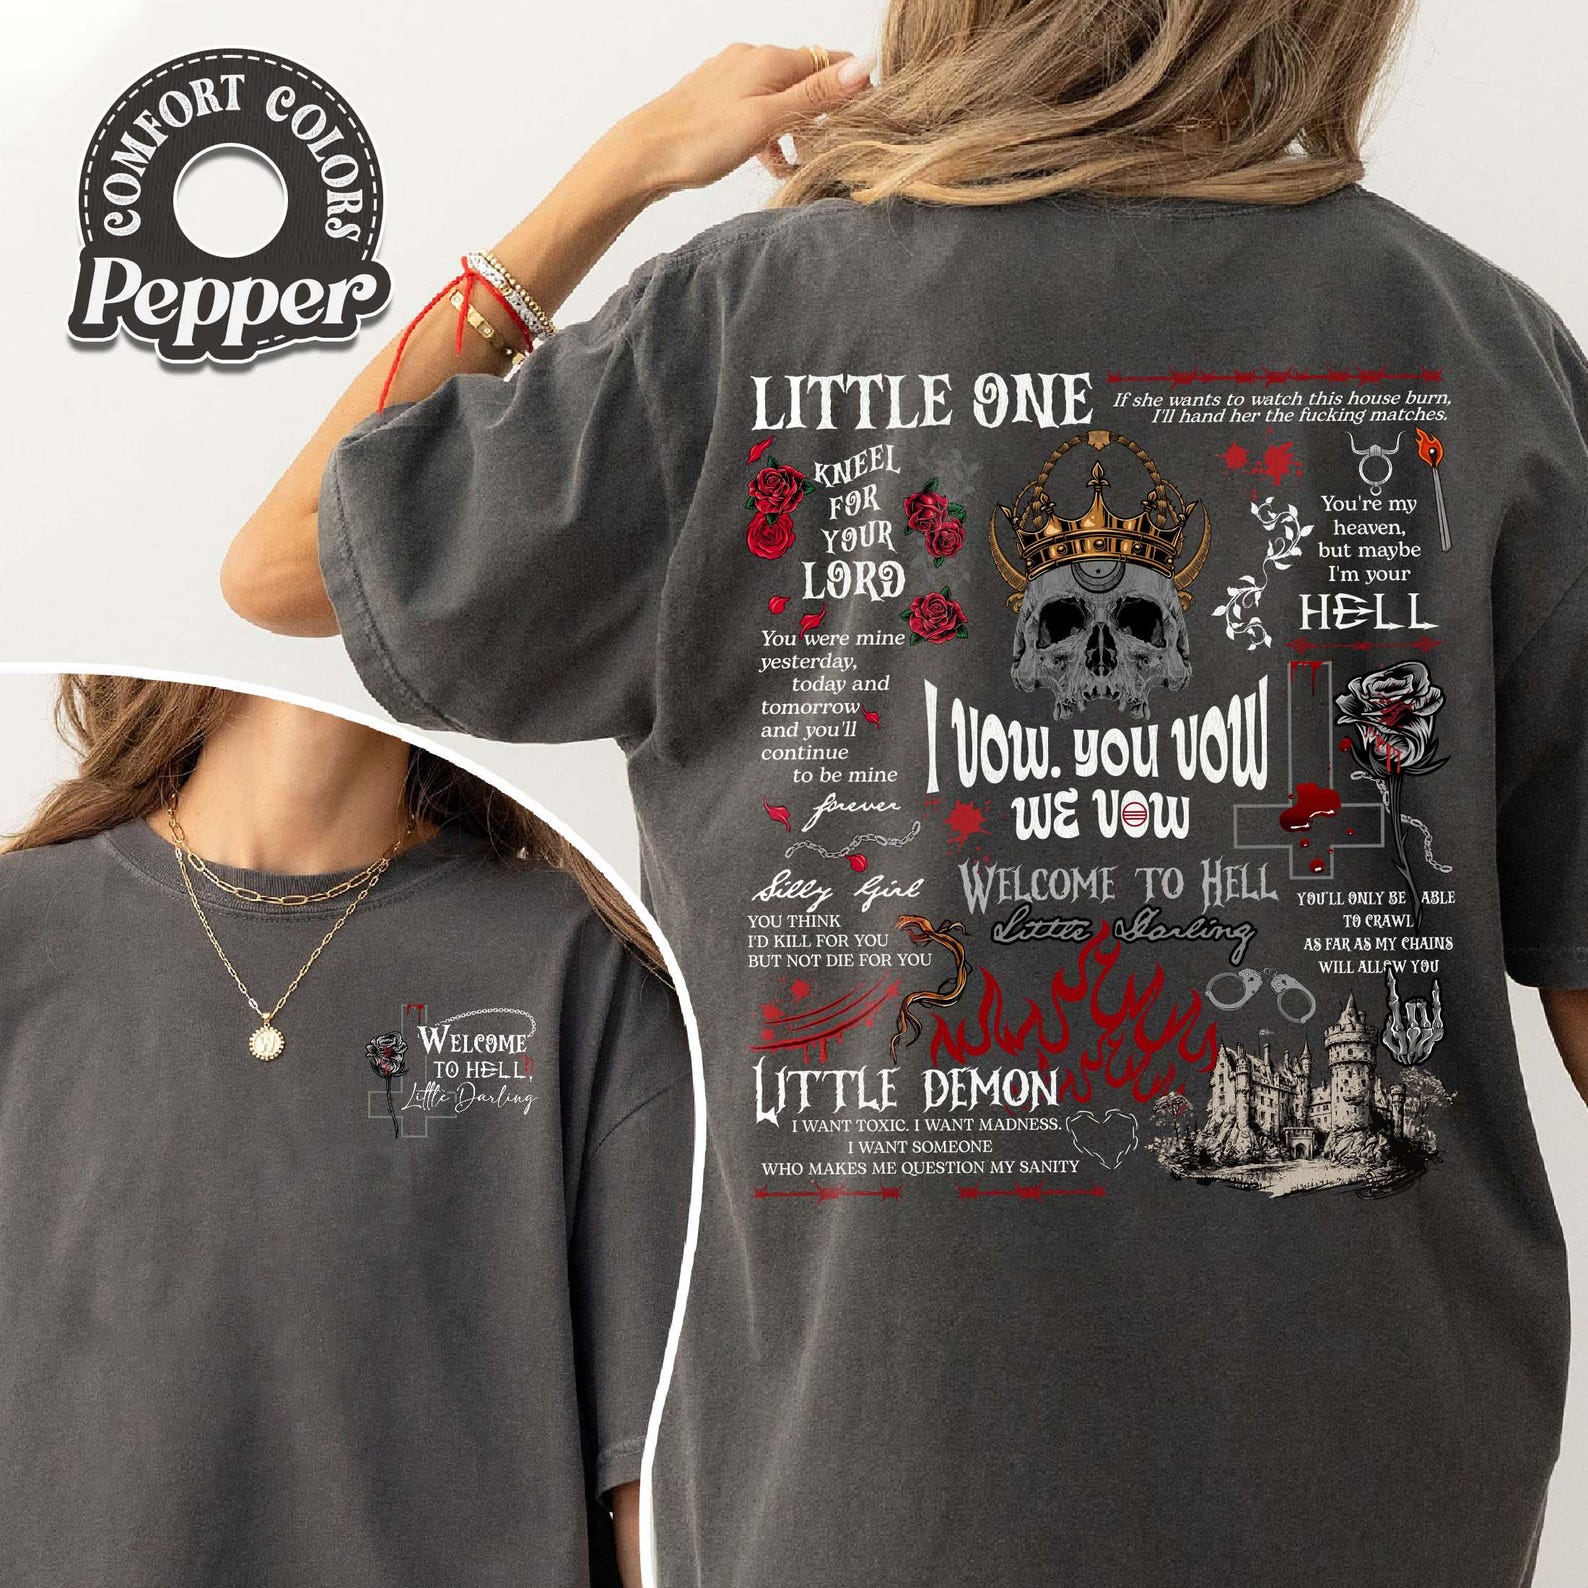 COMFORT COLORS
Pepper
LITTLE ONE
If she wants to watch this house burn,
I'll hand her the fucking matches.
KNEEL
FOR
YOUR
LORD
You're my
heaven,
but maybe
I'm your
HELL
You were mine
yesterday,
today and
tomorrow
and you'll
continue
to be mine
forever
I VOW. YOU VOW
WE VOW
Silly Girl
YOU THINK
I'D KILL FOR YOU
BUT NOT DIE FOR YOU
WELCOME TO HELL
Little Darling
YOU'LL ONLY BE ABLE
TO CRAWL
AS FAR AS MY CHAINS
WILL ALLOW YOU
LITTLE DEMON
I WANT TOXIC. I WANT MADNESS.
I WANT SOMEONE
WHO MAKES ME QUESTION MY SANITY
WELCOME
TO HELL,
Little Darling